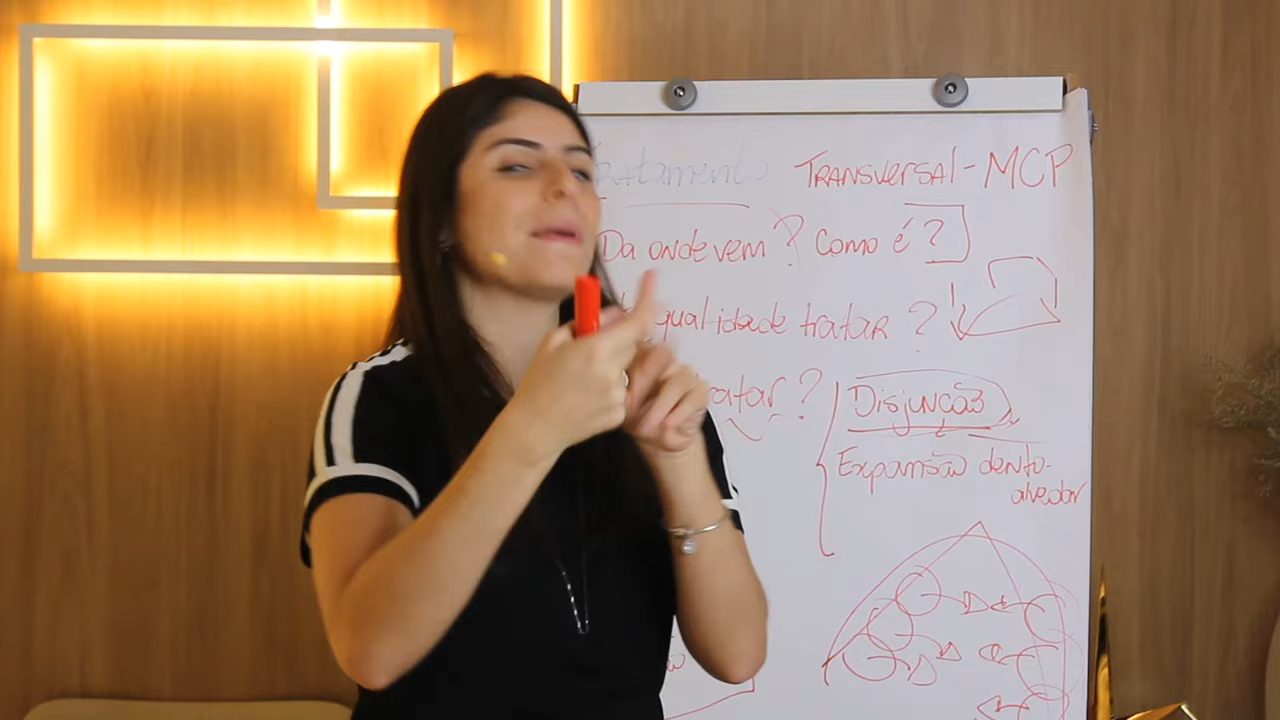 TRANSVERSAL - MCP
Da onde vem? Como é?
qualidade tratar?
tratar?
Disjunção
Expansão dento-
alveolar